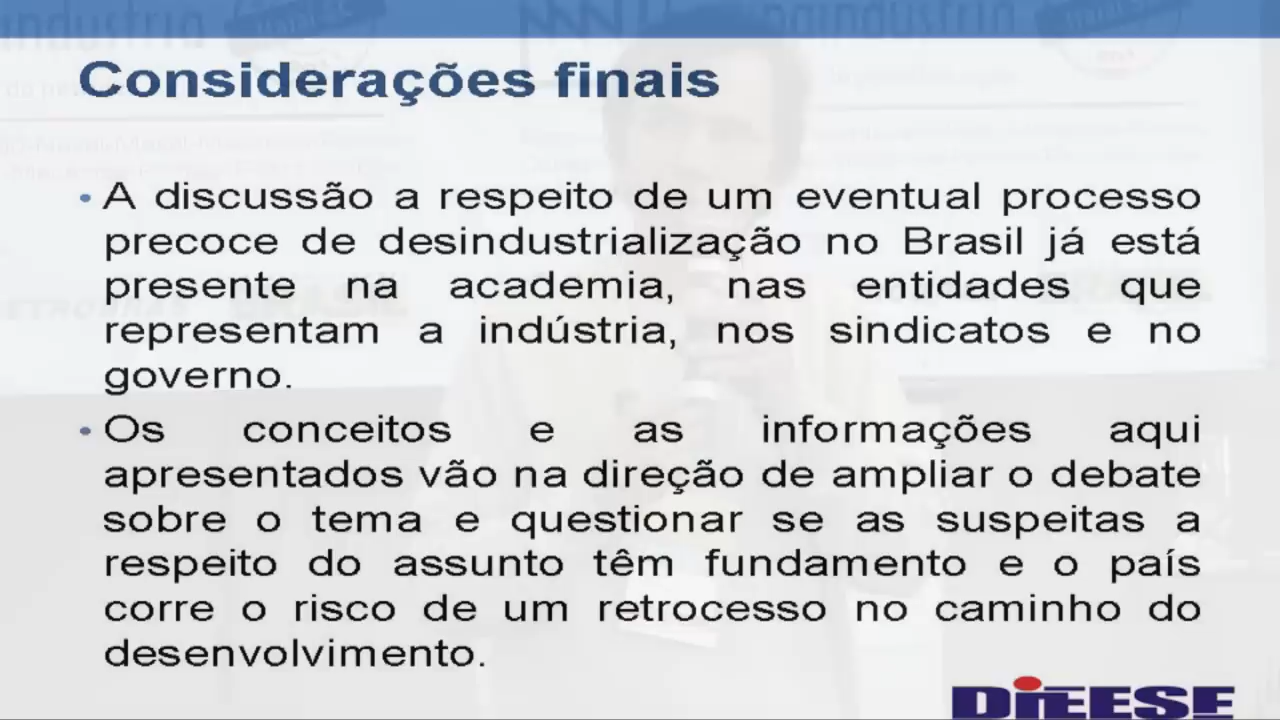 Considerações finais
• A discussão a respeito de um eventual processo
precoce de desindustrialização no Brasil já está
presente na academia, nas entidades que
representam a indústria, nos sindicatos e no
governo.
• Os conceitos e as informações aqui
apresentados vão na direção de ampliar o debate
sobre o tema e questionar se as suspeitas a
respeito do assunto têm fundamento e o país
corre o risco de um retrocesso no caminho do
desenvolvimento.
DIEESE